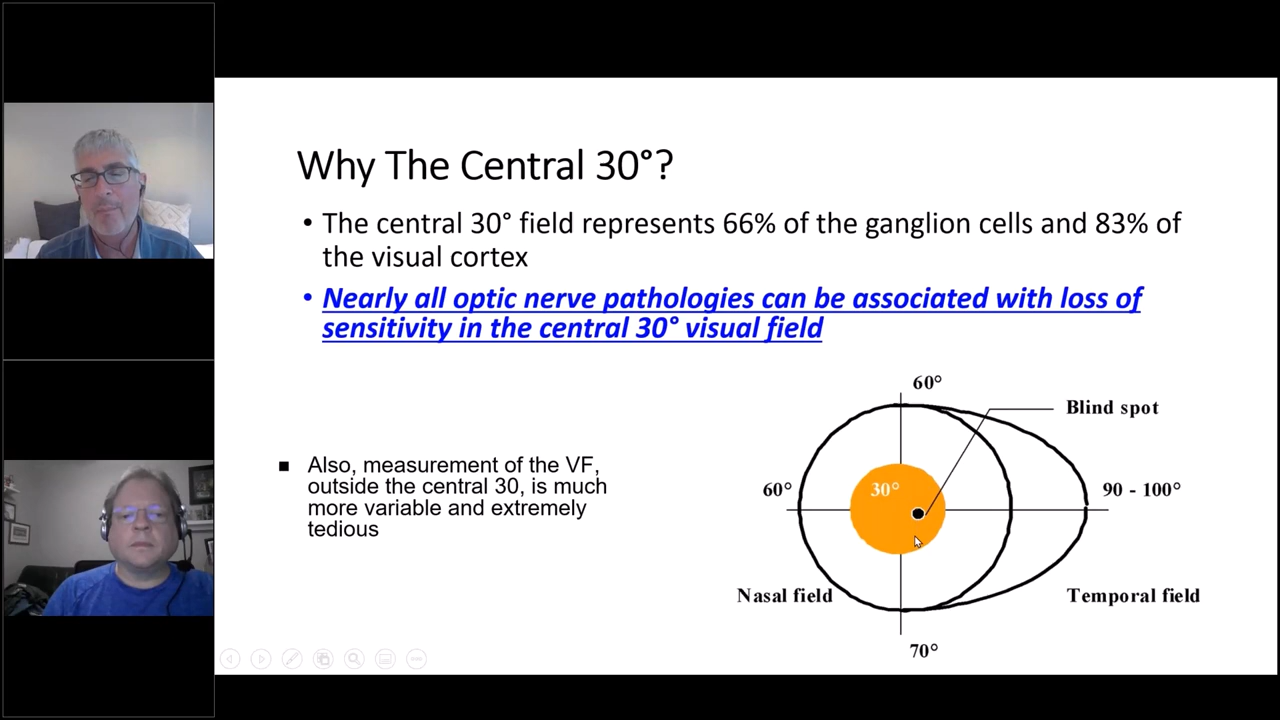 Why The Central 30°?
• The central 30° field represents 66% of the ganglion cells and 83% of
the visual cortex
• Nearly all optic nerve pathologies can be associated with loss of
sensitivity in the central 30° visual field
■ Also, measurement of the VF,
outside the central 30, is much
more variable and extremely
tedious
60°
Blind spot
60°
30°
90 - 100°
Nasal field
Temporal field
70°